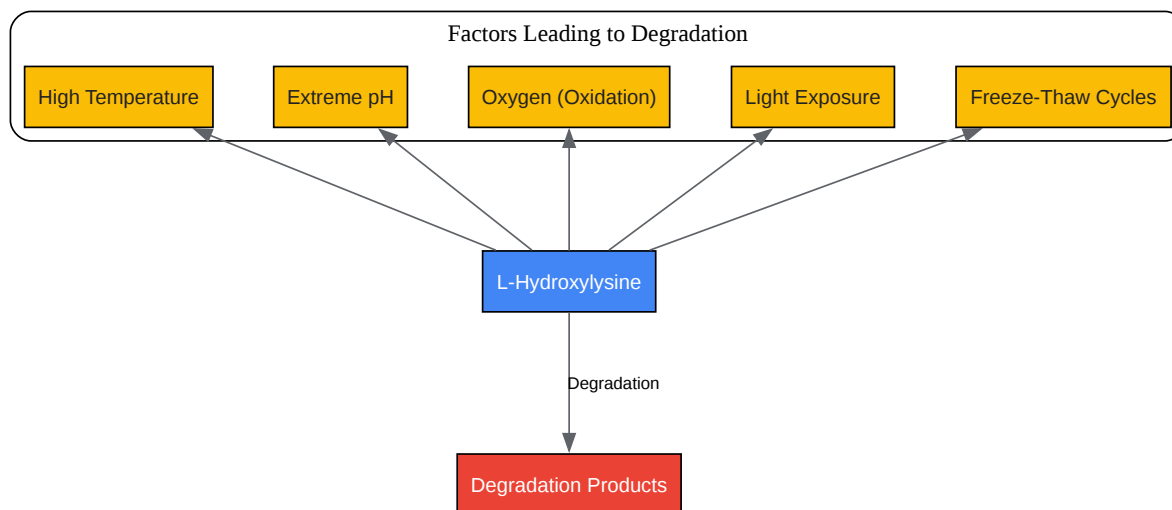 Factors Leading to Degradation
High Temperature
Extreme pH
Oxygen (Oxidation)
Light Exposure
Freeze-Thaw Cycles
L-Hydroxylysine
Degradation
Degradation Products